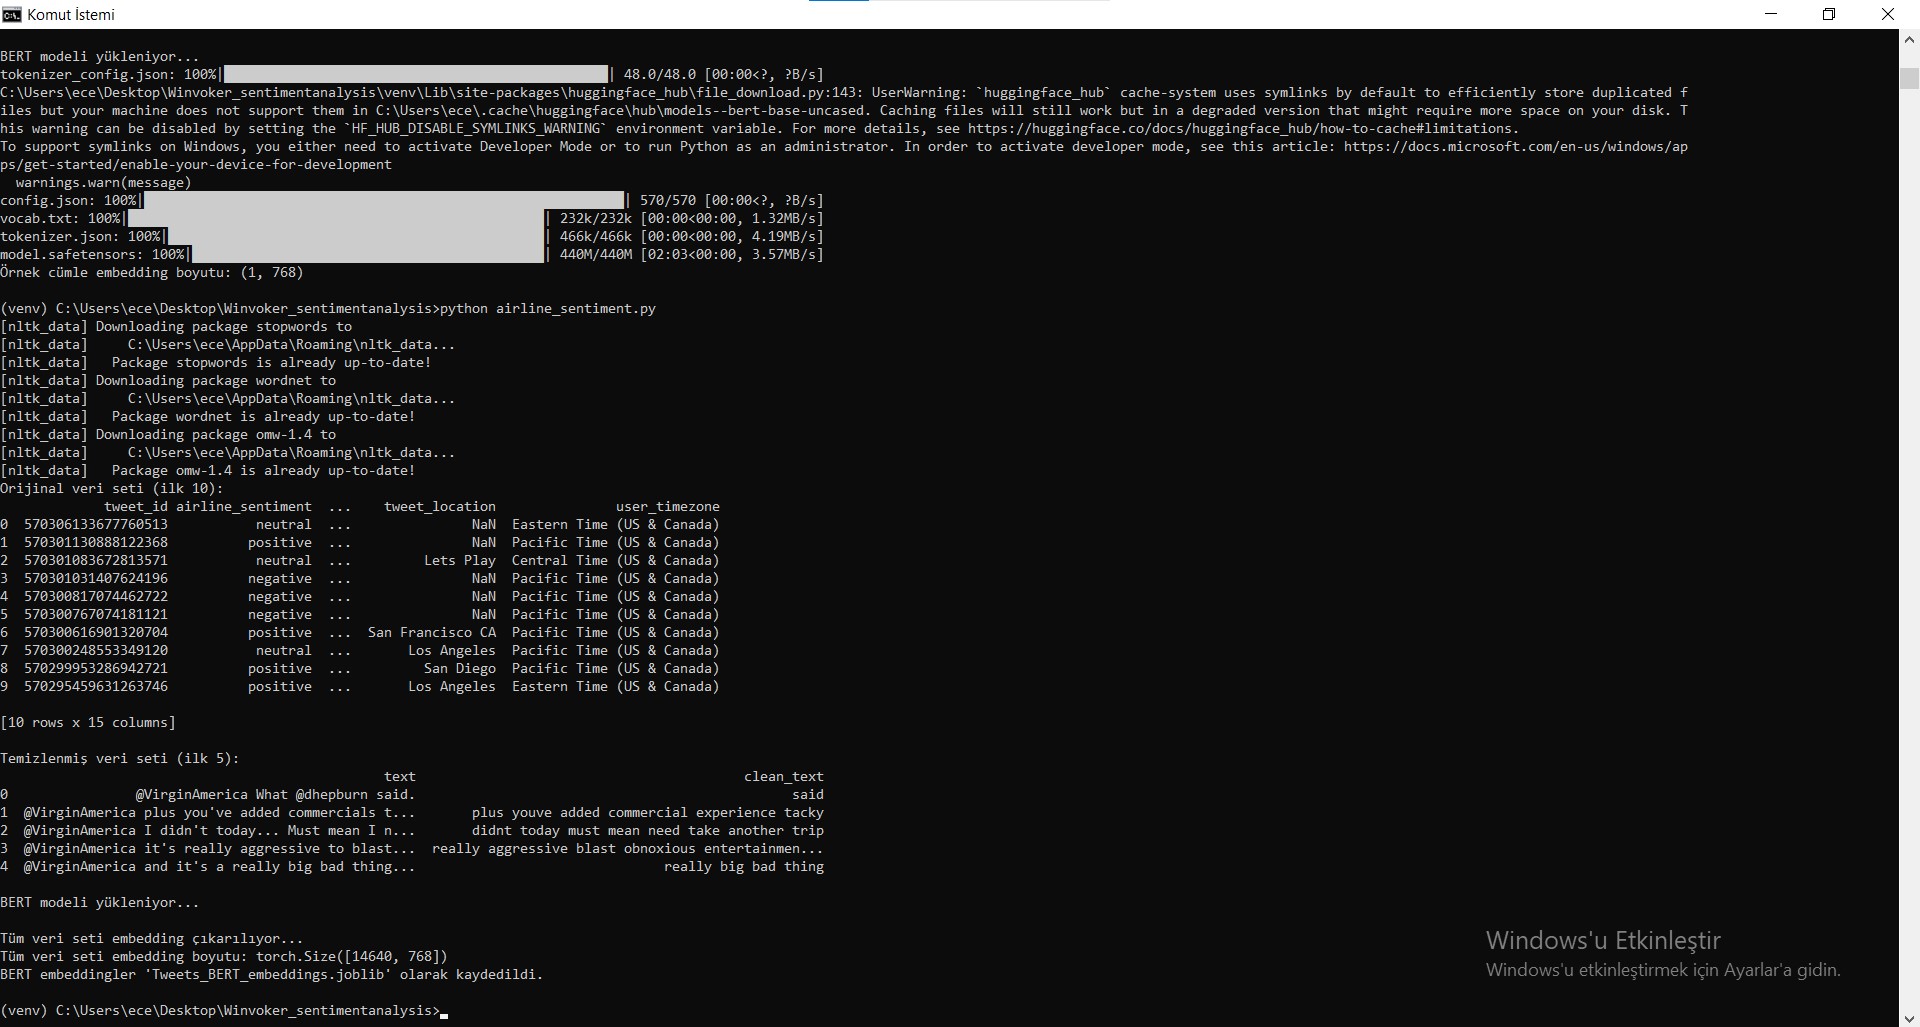 Komut İstemi
BERT modeli yükleniyor...
tokenizer_config.json: 100%| | 48.0/48.0 [00:00<?, ?B/s]
C:\Users\ece\Desktop\Winvoker_sentimentanalysis\venv\Lib\site-packages\huggingface_hub\file_download.py:143: UserWarning: `huggingface_hub` cache-system uses symlinks by default to efficiently store duplicated f
iles but your machine does not support them in C:\Users\ece\.cache\huggingface\hub\models--bert-base-uncased. Caching files will still work but in a degraded version that might require more space on your disk. T
his warning can be disabled by setting the `HF_HUB_DISABLE_SYMLINKS_WARNING` environment variable. For more details, see https://huggingface.co/docs/huggingface_hub/how-to-cache#limitations.
To support symlinks on Windows, you either need to activate Developer Mode or to run Python as an administrator. In order to activate developer mode, see this article: https://docs.microsoft.com/en-us/windows/ap
ps/get-started/enable-your-device-for-development
  warnings.warn(message)
config.json: 100%| | 570/570 [00:00<?, ?B/s]
vocab.txt: 100%| | 232k/232k [00:00<00:00, 1.32MB/s]
tokenizer.json: 100%| | 466k/466k [00:00<00:00, 4.19MB/s]
model.safetensors: 100%| | 440M/440M [02:03<00:00, 3.57MB/s]
Örnek cümle embedding boyutu: (1, 768)
(venv) C:\Users\ece\Desktop\Winvoker_sentimentanalysis>python airline_sentiment.py
[nltk_data] Downloading package stopwords to
[nltk_data]     C:\Users\ece\AppData\Roaming\nltk_data...
[nltk_data]   Package stopwords is already up-to-date!
[nltk_data] Downloading package wordnet to
[nltk_data]     C:\Users\ece\AppData\Roaming\nltk_data...
[nltk_data]   Package wordnet is already up-to-date!
[nltk_data] Downloading package omw-1.4 to
[nltk_data]     C:\Users\ece\AppData\Roaming\nltk_data...
[nltk_data]   Package omw-1.4 is already up-to-date!
Orijinal veri seti (ilk 10):
             tweet_id airline_sentiment  ...    tweet_location               user_timezone
0  570306133677760513           neutral  ...               NaN  Eastern Time (US & Canada)
1  570301130888122368          positive  ...               NaN  Pacific Time (US & Canada)
2  570301083672813571           neutral  ...         Lets Play  Central Time (US & Canada)
3  570301031407624196          negative  ...               NaN  Pacific Time (US & Canada)
4  570300817074462722          negative  ...               NaN  Pacific Time (US & Canada)
5  570300767074181121          negative  ...               NaN  Pacific Time (US & Canada)
6  570300616901320704          positive  ...  San Francisco CA  Pacific Time (US & Canada)
7  570300248553349120           neutral  ...       Los Angeles  Pacific Time (US & Canada)
8  570299953286942721          positive  ...         San Diego  Pacific Time (US & Canada)
9  570295459631263746          positive  ...       Los Angeles  Eastern Time (US & Canada)
[10 rows x 15 columns]
Temizlenmiş veri seti (ilk 5):
                                                text                                         clean_text
0                @VirginAmerica What @dhepburn said.                                               said
1  @VirginAmerica plus you've added commercials t...       plus youve added commercial experience tacky
2  @VirginAmerica I didn't today... Must mean I n...       didnt today must mean need take another trip
3  @VirginAmerica it's really aggressive to blast...  really aggressive blast obnoxious entertainmen...
4  @VirginAmerica and it's a really big bad thing...                               really big bad thing
BERT modeli yükleniyor...
Tüm veri seti embedding çıkarılıyor...
Tüm veri seti embedding boyutu: torch.Size([14640, 768])
BERT embeddingler 'Tweets_BERT_embeddings.joblib' olarak kaydedildi.
(venv) C:\Users\ece\Desktop\Winvoker_sentimentanalysis>
Windows'u Etkinleştir
Windows'u etkinleştirmek için Ayarlar'a gidin.